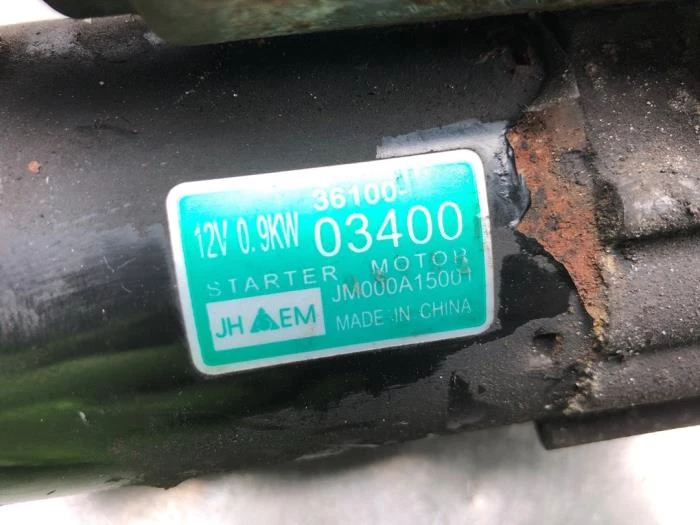 36100-
12V 0.9KW 03400
STARTER MOTOR
JM000A15001
JH EM MADE IN CHINA